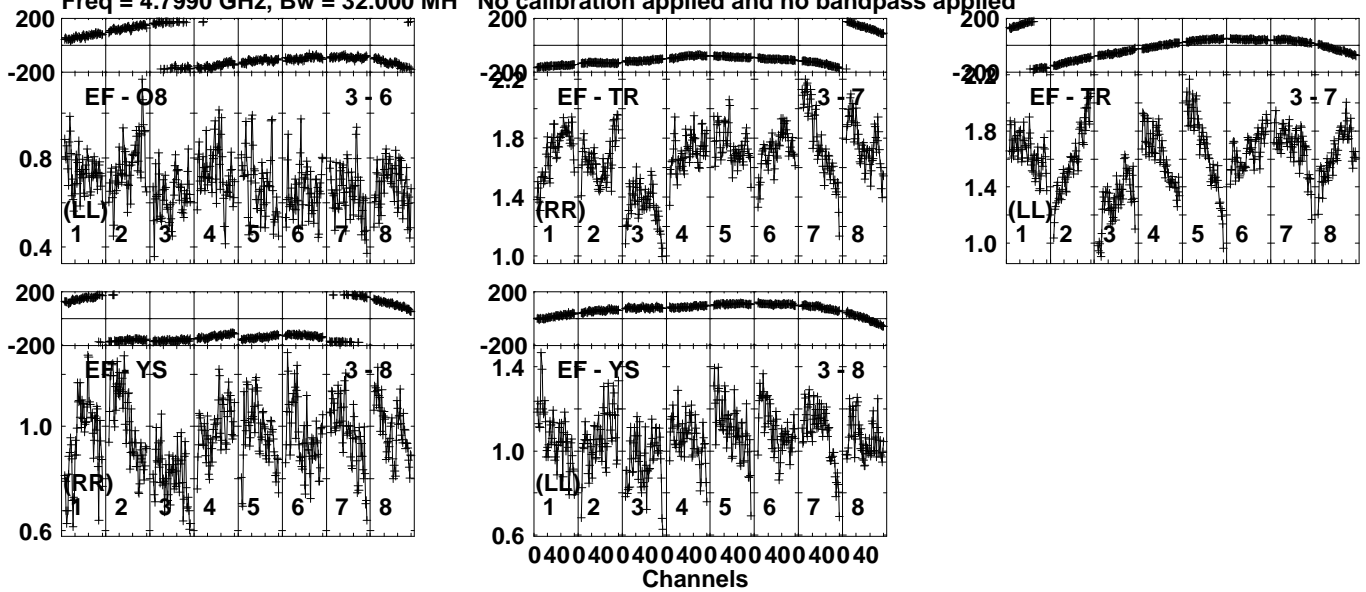 Freq = 4.7990 GHz, Bw = 32.000 MH No calibration applied and no bandpass applied
200
-200
EF - O8 3 - 6
0.8
0.4
(LL)
1 2 3 4 5 6 7 8
200
-200
2.2
EF - TR 3 - 7
1.8
1.4
1.0
(RR)
1 2 3 4 5 6 7 8
200
-200
2.2
EF - TR 3 - 7
1.8
1.4
1.0
(LL)
1 2 3 4 5 6 7 8
200
-200
EF - YS 3 - 8
1.0
0.6
(RR)
1 2 3 4 5 6 7 8
200
-200
EF - YS 3 - 8
1.4
1.0
0.6
(LL)
1 2 3 4 5 6 7 8
0 40 0 40 0 40 0 40 0 40 0 40 0 40 0 40
Channels